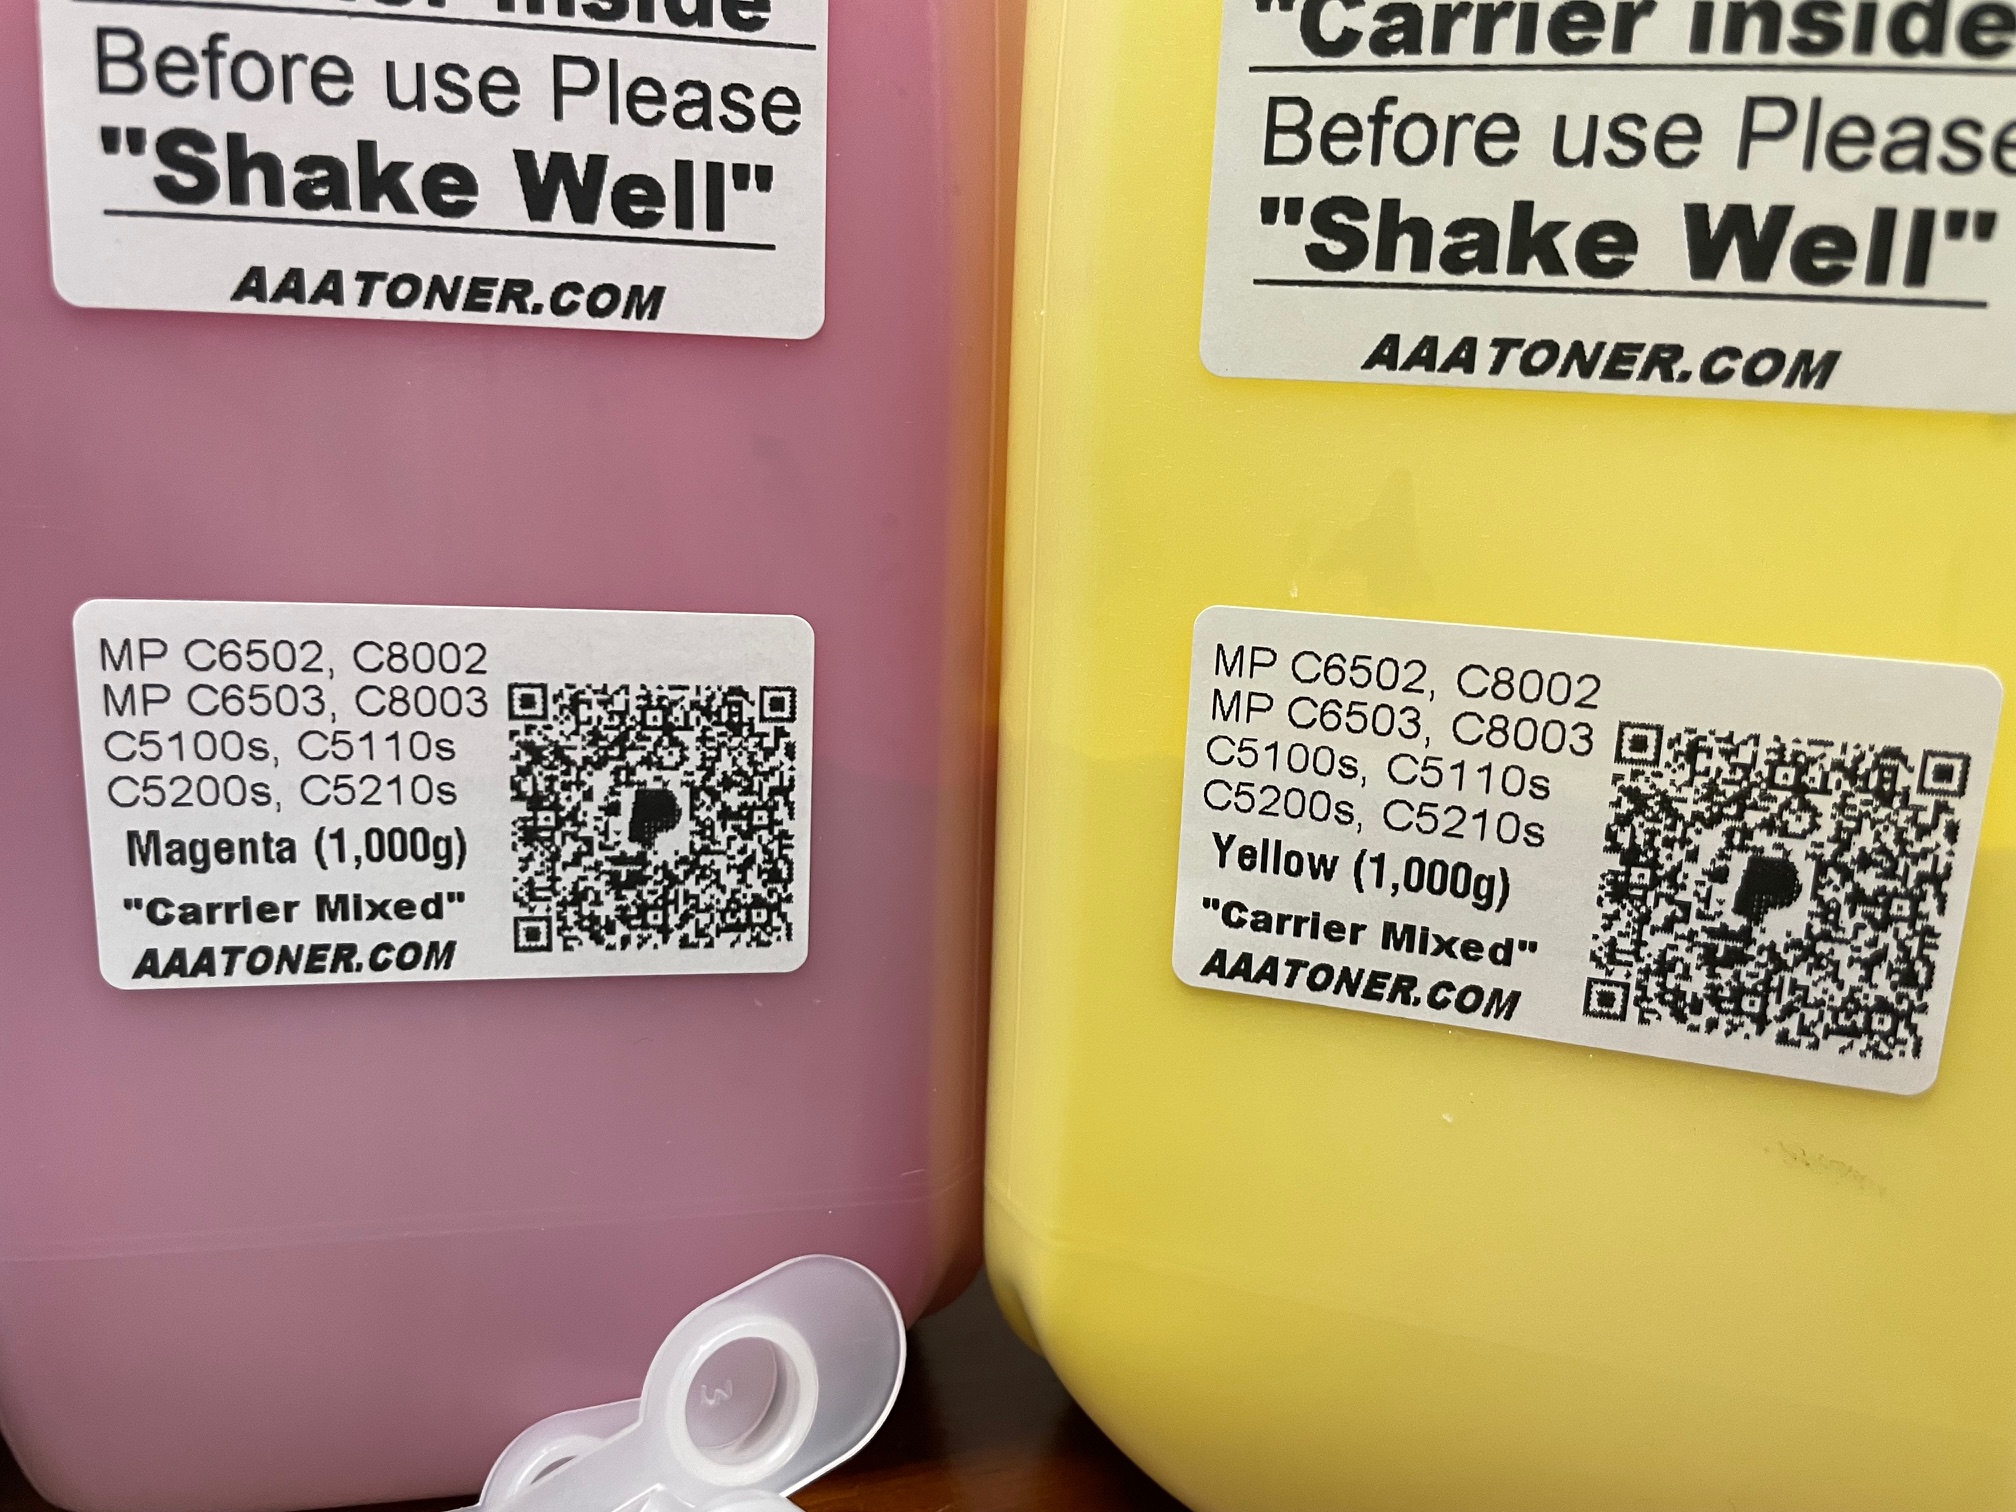 Inside
Before use Please
"Shake Well"
AAATONER.COM
MP C6502, C8002
MP C6503, C8003
C5100s, C5110s
C5200s, C5210s
Magenta (1,000g)
"Carrier Mixed"
AAATONER.COM
"Carrier Inside
Before use Please
"Shake Well"
AAATONER.COM
MP C6502, C8002
MP C6503, C8003
C5100s, C5110s
C5200s, C5210s
Yellow (1,000g)
"Carrier Mixed"
AAATONER.COM